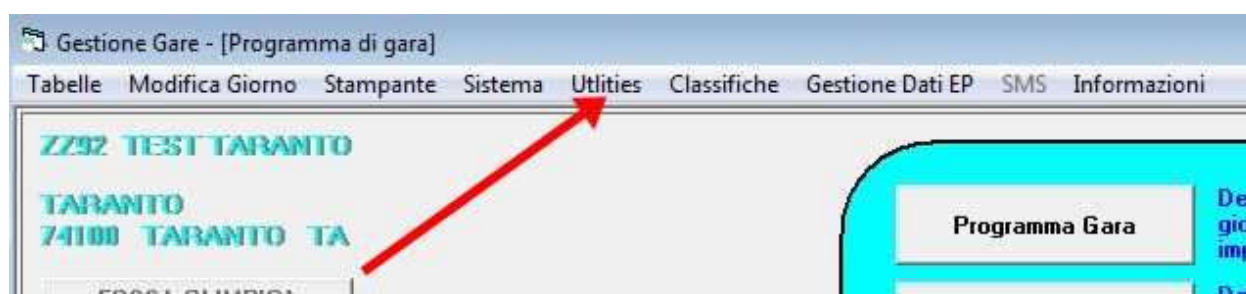 Gestione Gare - [Programma di gara]
Tabelle Modifica Giorno Stampante Sistema Utlities Classifiche Gestione Dati EP SMS Informazioni
ZZ92 TEST TARANTO
TARANTO
74100 TARANTO TA
Programma Gara